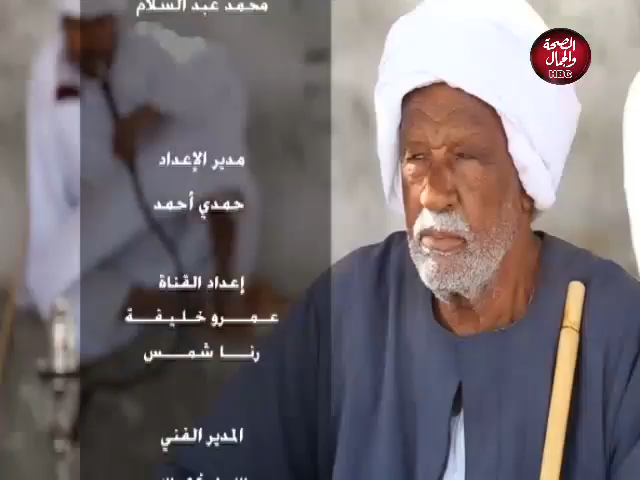 محمد عبد السلام
الصحة
والجمال
HBC
مدير الإعداد
حمدي أحمد
إعداد القناة
عمرو خليفة
رنا شمس
المدير الفني